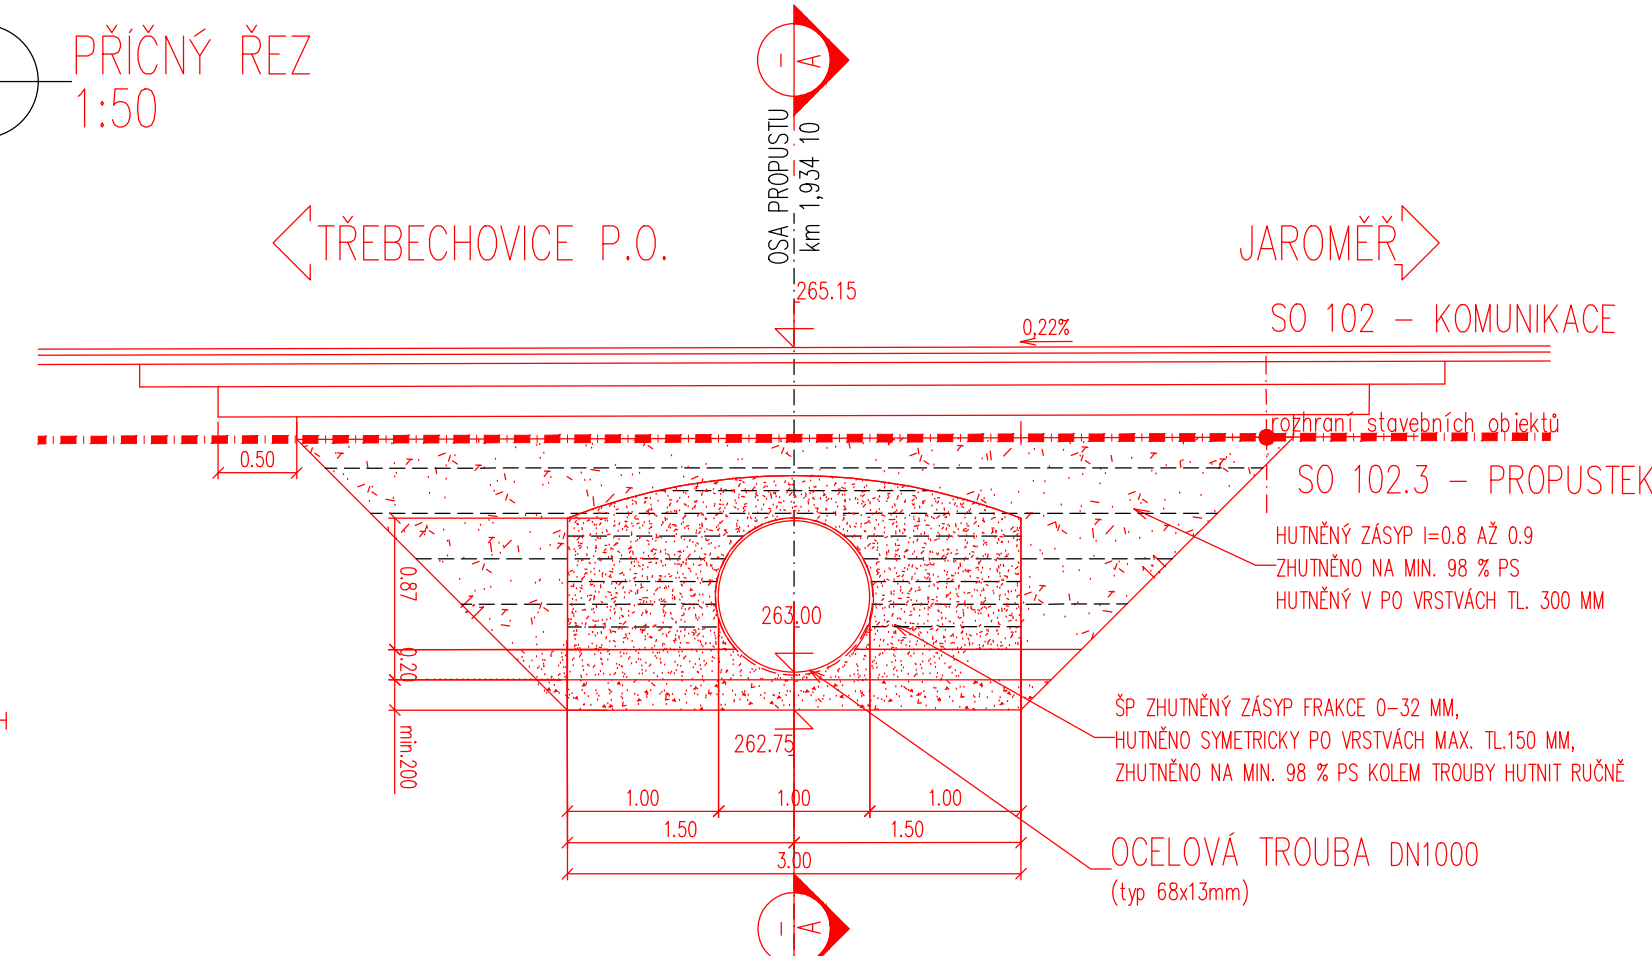 PŘÍČNÝ ŘEZ
1:50
A
OSA PROPUSTU
km 1,934 10
TŘEBECHOVICE P.O.
JAROMĚŘ
265.15
0,22%
SO 102 – KOMUNIKACE
rozhraní stavebních objektů
0.50
SO 102.3 – PROPUSTEK
HUTNĚNÝ ZÁSYP I=0.8 AŽ 0.9
ZHUTNĚNO NA MIN. 98 % PS
HUTNĚNÝ V PO VRSTVÁCH TL. 300 MM
0.87
263.00
0.20
min.200
262.75
ŠP ZHUTNĚNÝ ZÁSYP FRAKCE 0–32 MM,
HUTNĚNO SYMETRICKY PO VRSTVÁCH MAX. TL.150 MM,
ZHUTNĚNO NA MIN. 98 % PS KOLEM TROUBY HUTNIT RUČNĚ
1.00 1.00 1.00
1.50 1.50
3.00
OCELOVÁ TROUBA DN1000
(typ 68x13mm)
A